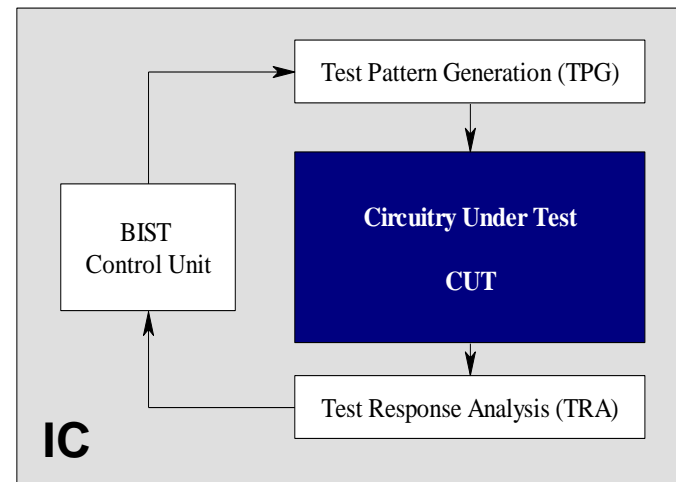 Test Pattern Generation (TPG)
Circuitry Under Test
CUT
BIST
Control Unit
Test Response Analysis (TRA)
IC